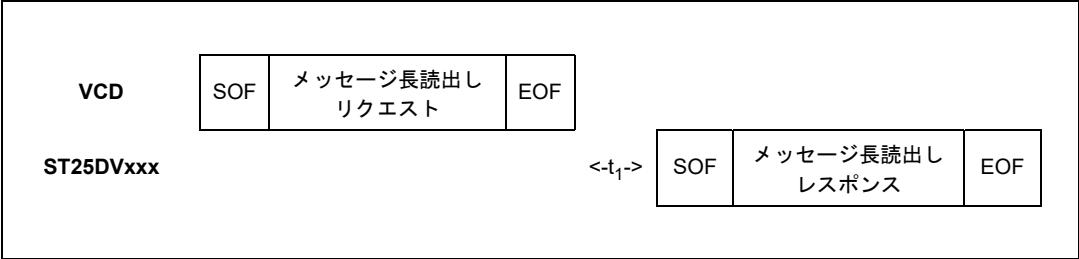 VCD SOF メッセージ長読出し EOF
リクエスト
ST25DVxxx <-t1-> SOF メッセージ長読出し EOF
レスポンス